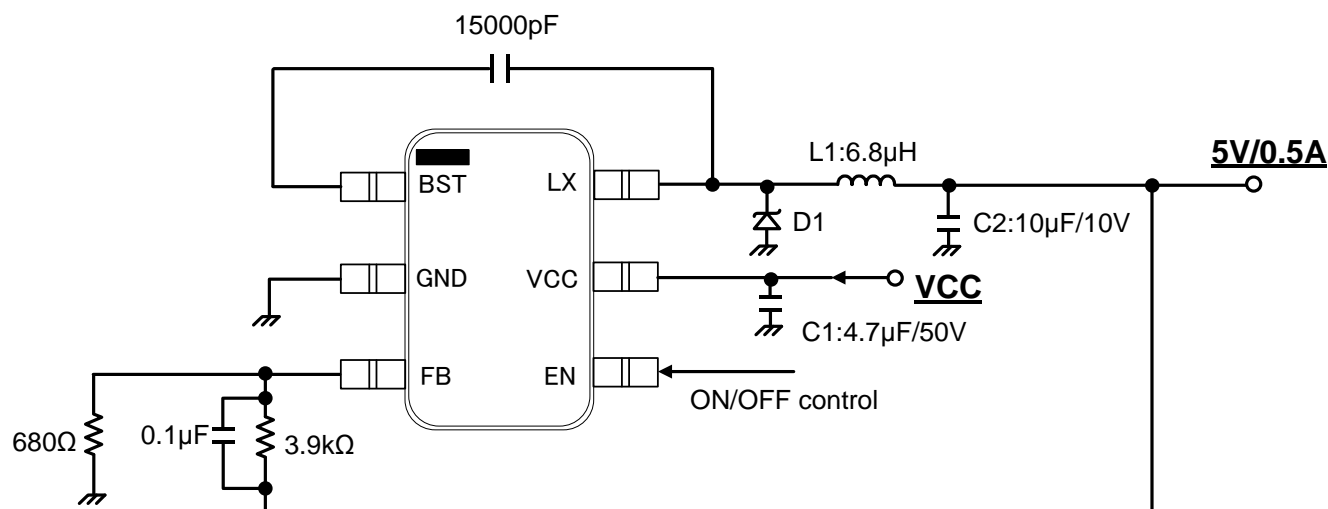 15000pF
L1:6.8µH
5V/0.5A
BST
LX
D1
C2:10µF/10V
GND
VCC
VCC
C1:4.7µF/50V
FB
EN
ON/OFF control
680Ω
0.1µF
3.9kΩ